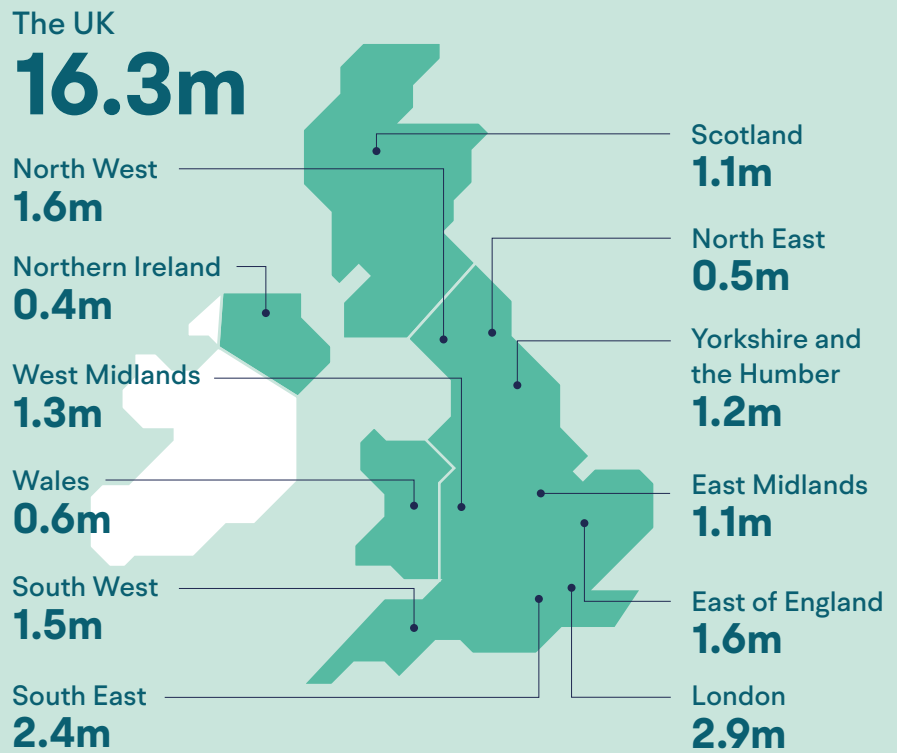 The UK
16.3m
North West
1.6m
Northern Ireland
0.4m
West Midlands
1.3m
Wales
0.6m
South West
1.5m
South East
2.4m
Scotland
1.1m
North East
0.5m
Yorkshire and
the Humber
1.2m
East Midlands
1.1m
East of England
1.6m
London
2.9m